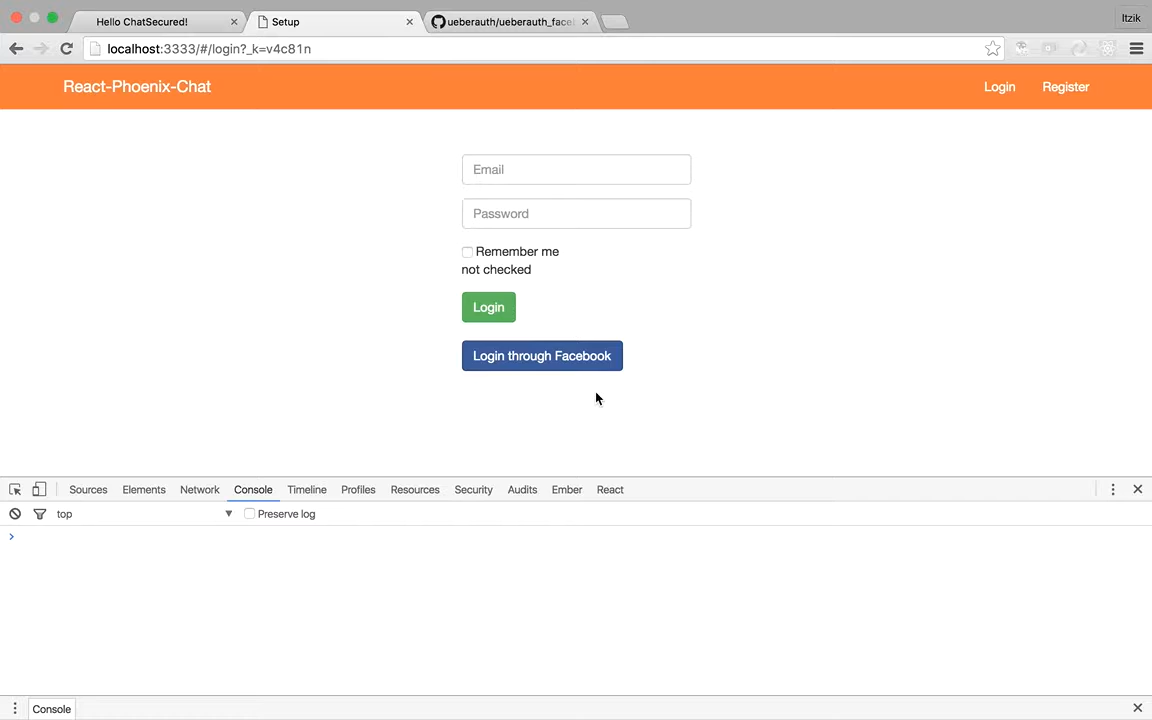 Hello ChatSecured!
Setup
ueberauth/ueberauth_face
Itzik
localhost:3333/#/login?_k=v4c81n
React-Phoenix-Chat
Login
Register
Email
Password
Remember me
not checked
Login
Login through Facebook
Sources Elements Network Console Timeline Profiles Resources Security Audits Ember React
top
Preserve log
Console